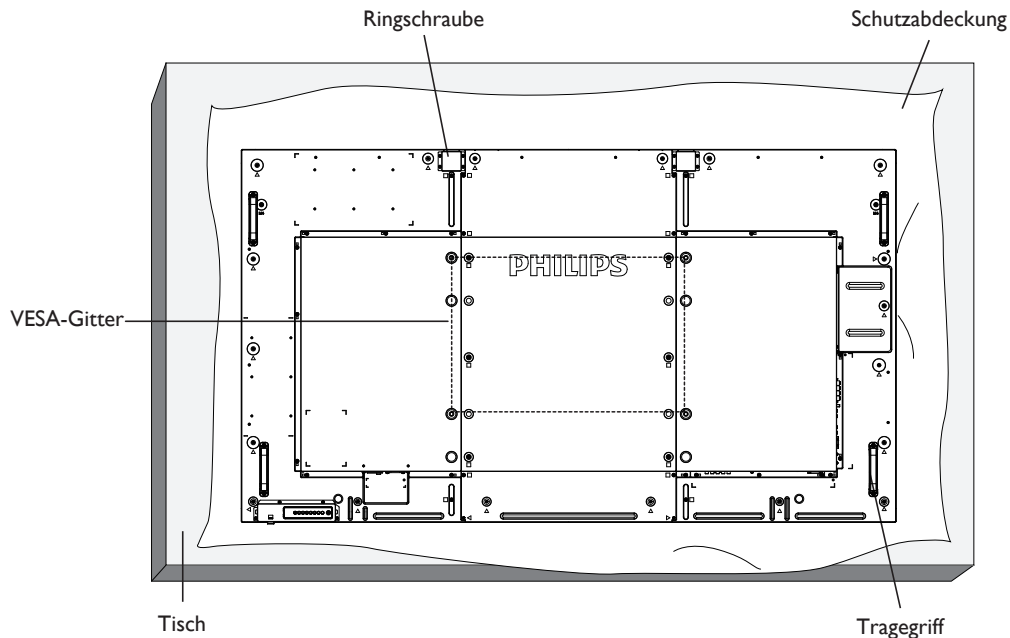 Ringschraube
Schutzabdeckung
PHILIPS
VESA-Gitter
Tisch
Tragegriff